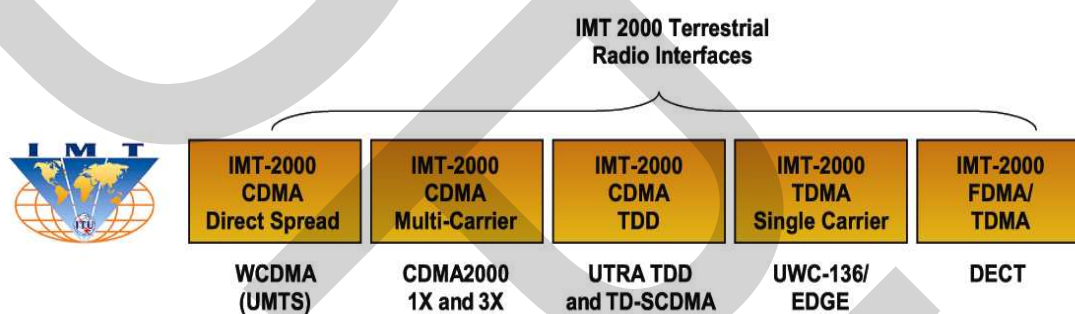 IMT 2000 Terrestrial
Radio Interfaces
I M T
ITU
IMT-2000
CDMA
Direct Spread
IMT-2000
CDMA
Multi-Carrier
IMT-2000
CDMA
TDD
IMT-2000
TDMA
Single Carrier
IMT-2000
FDMA/
TDMA
WCDMA
(UMTS)
CDMA2000
1X and 3X
UTRA TDD
and TD-SCDMA
UWC-136/
EDGE
DECT